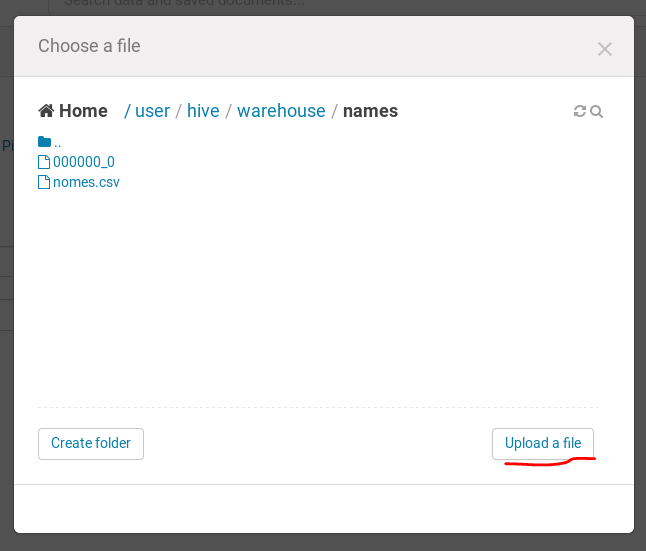 Search data and saved documents...
Choose a file
Home / user / hive / warehouse / names
..
000000_0
nomes.csv
Create folder
Upload a file